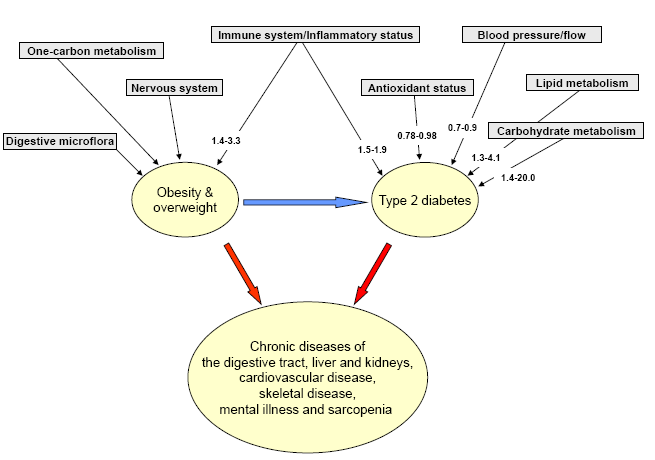 Immune system/Inflammatory status
Blood pressure/flow
One-carbon metabolism
Nervous system
Antioxidant status
Lipid metabolism
Carbohydrate metabolism
Digestive microflora
1.4-3.3
1.5-1.9
0.78-0.98
0.7-0.9
1.3-4.1
1.4-20.0
Obesity &
overweight
Type 2 diabetes
Chronic diseases of
the digestive tract, liver and kidneys,
cardiovascular disease,
skeletal disease,
mental illness and sarcopenia